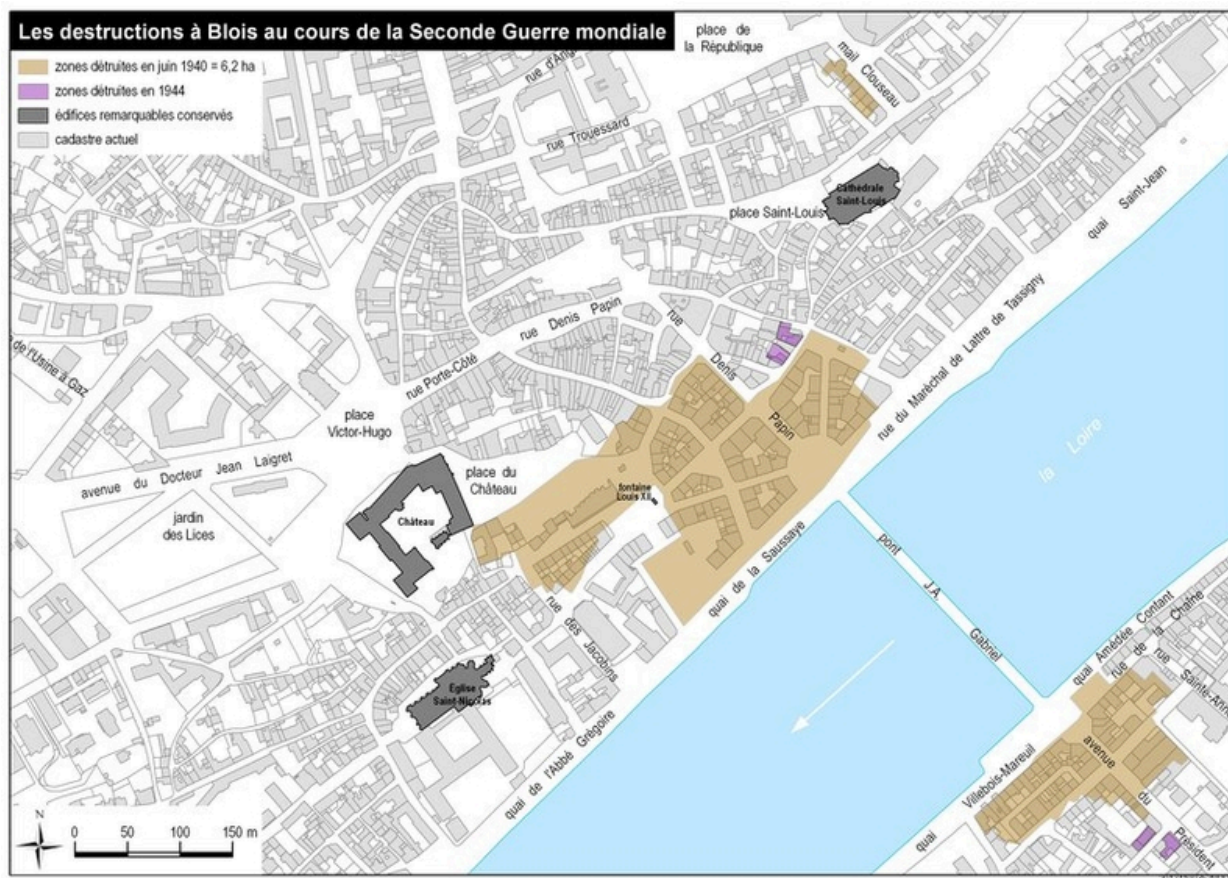 Les destructions à Blois au cours de la Seconde Guerre mondiale
zones détruites en juin 1940 = 6,2 ha
zones détruites en 1944
édifices remarquables conservés
cadastre actuel
place de
la République
mail Clouseau
rue d'Ang
rue Trouessard
Cathédrale
Saint-Louis
place Saint-Louis
quai Saint-Jean
rue Denis Papin
rue Denis Papin
rue Porte-Côté
de l'Usine à Gaz
rue du Maréchal de Lattre de Tassigny
la Loire
place
Victor-Hugo
avenue du Docteur Jean Laigret
place du
Château
fontaine
Louis XII
jardin
des Lices
Château
quai de la Saussaye
pont J.A. Gabriel
rue des Jacobins
quai Amédée Contant
rue de la Chaîne
rue Sainte-Anne
Église
Saint-Nicolas
quai de l'Abbé Grégoire
quai Villebois-Mareuil
avenue du Président
N
0 50 100 150 m